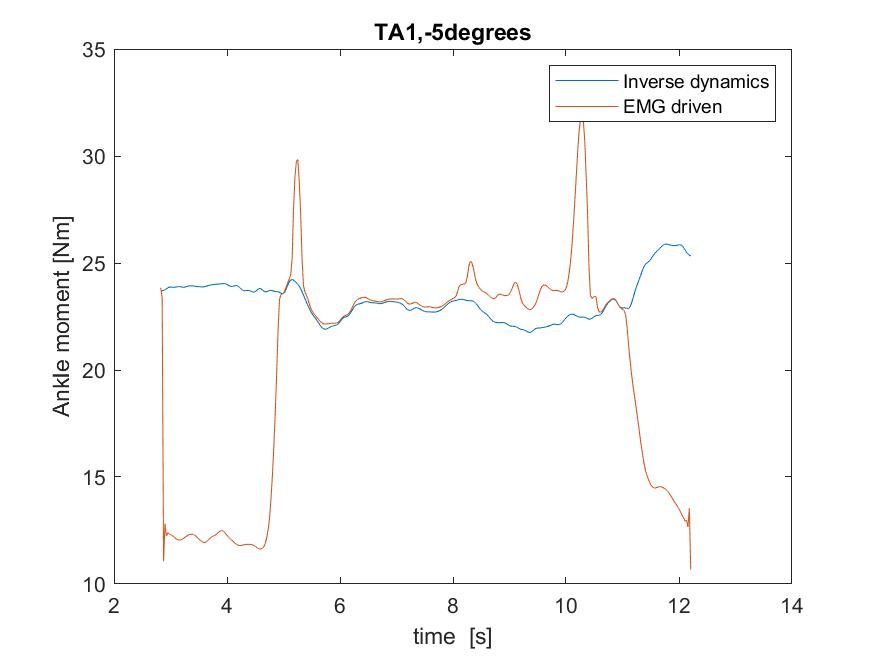 TA1,-5degrees
35
30
25
20
15
10
Ankle moment [Nm]
Inverse dynamics
EMG driven
2 4 6 8 10 12 14
time [s]